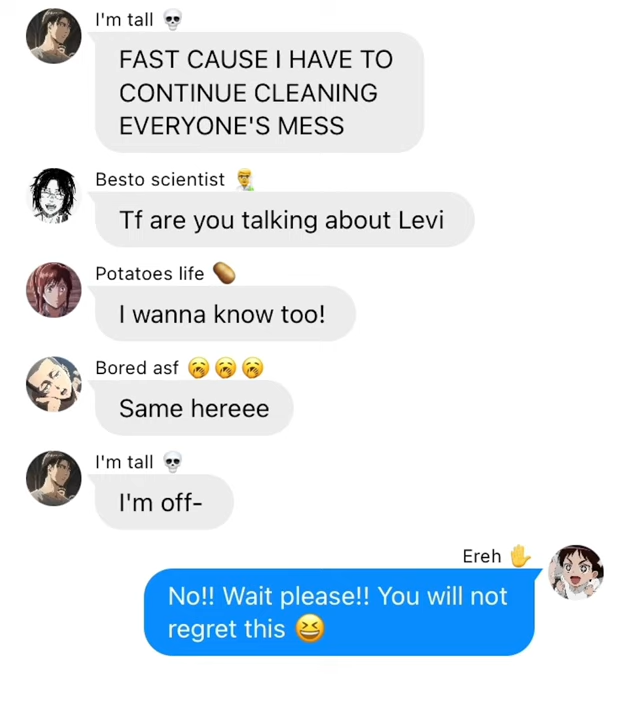 I'm tall 💀
FAST CAUSE I HAVE TO
CONTINUE CLEANING
EVERYONE'S MESS
Besto scientist 👨‍🔬
Tf are you talking about Levi
Potatoes life 🥔
I wanna know too!
Bored asf 🥱🥱🥱
Same hereee
I'm tall 💀
I'm off-
Ereh ✋
No!! Wait please!! You will not
regret this 😆